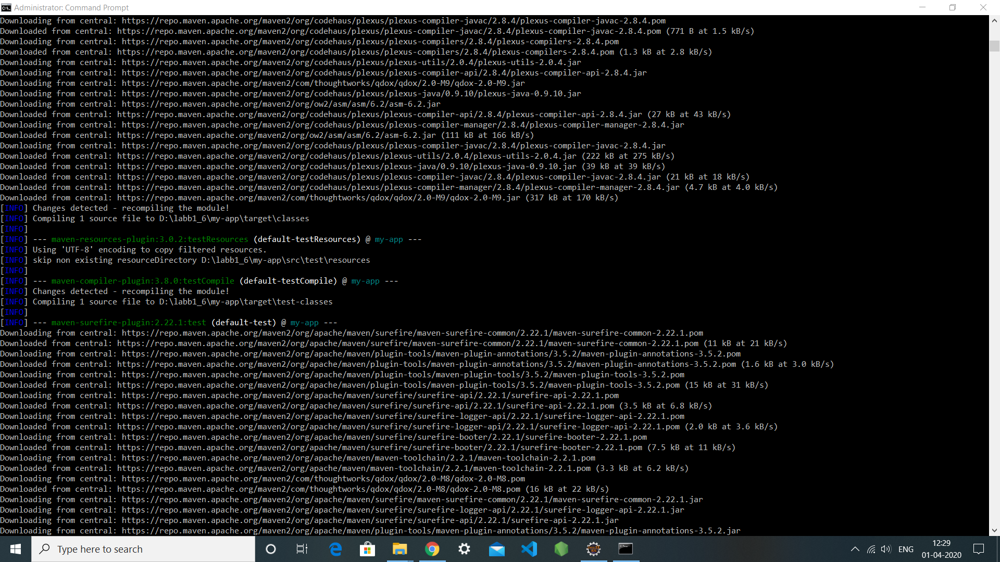 Administrator: Command Prompt
Downloading from central: https://repo.maven.apache.org/maven2/org/codehaus/plexus/plexus-compiler-javac/2.8.4/plexus-compiler-javac-2.8.4.pom
Downloaded from central: https://repo.maven.apache.org/maven2/org/codehaus/plexus/plexus-compiler-javac/2.8.4/plexus-compiler-javac-2.8.4.pom (771 B at 1.5 kB/s)
Downloading from central: https://repo.maven.apache.org/maven2/org/codehaus/plexus/plexus-compilers/2.8.4/plexus-compilers-2.8.4.pom
Downloaded from central: https://repo.maven.apache.org/maven2/org/codehaus/plexus/plexus-compilers/2.8.4/plexus-compilers-2.8.4.pom (1.3 kB at 2.8 kB/s)
Downloading from central: https://repo.maven.apache.org/maven2/org/codehaus/plexus/plexus-utils/2.0.4/plexus-utils-2.0.4.jar
Downloading from central: https://repo.maven.apache.org/maven2/org/codehaus/plexus/plexus-compiler-api/2.8.4/plexus-compiler-api-2.8.4.jar
Downloading from central: https://repo.maven.apache.org/maven2/com/thoughtworks/qdox/qdox/2.0-M9/qdox-2.0-M9.jar
Downloading from central: https://repo.maven.apache.org/maven2/org/codehaus/plexus/plexus-java/0.9.10/plexus-java-0.9.10.jar
Downloading from central: https://repo.maven.apache.org/maven2/org/ow2/asm/asm/6.2/asm-6.2.jar
Downloaded from central: https://repo.maven.apache.org/maven2/org/codehaus/plexus/plexus-compiler-api/2.8.4/plexus-compiler-api-2.8.4.jar (27 kB at 43 kB/s)
Downloading from central: https://repo.maven.apache.org/maven2/org/codehaus/plexus/plexus-compiler-manager/2.8.4/plexus-compiler-manager-2.8.4.jar
Downloaded from central: https://repo.maven.apache.org/maven2/org/ow2/asm/asm/6.2/asm-6.2.jar (111 kB at 166 kB/s)
Downloading from central: https://repo.maven.apache.org/maven2/org/codehaus/plexus/plexus-compiler-javac/2.8.4/plexus-compiler-javac-2.8.4.jar
Downloaded from central: https://repo.maven.apache.org/maven2/org/codehaus/plexus/plexus-utils/2.0.4/plexus-utils-2.0.4.jar (222 kB at 275 kB/s)
Downloaded from central: https://repo.maven.apache.org/maven2/org/codehaus/plexus/plexus-java/0.9.10/plexus-java-0.9.10.jar (39 kB at 39 kB/s)
Downloaded from central: https://repo.maven.apache.org/maven2/org/codehaus/plexus/plexus-compiler-javac/2.8.4/plexus-compiler-javac-2.8.4.jar (21 kB at 18 kB/s)
Downloaded from central: https://repo.maven.apache.org/maven2/org/codehaus/plexus/plexus-compiler-manager/2.8.4/plexus-compiler-manager-2.8.4.jar (4.7 kB at 4.0 kB/s)
Downloaded from central: https://repo.maven.apache.org/maven2/com/thoughtworks/qdox/qdox/2.0-M9/qdox-2.0-M9.jar (317 kB at 170 kB/s)
[INFO] Changes detected - recompiling the module!
[INFO] Compiling 1 source file to D:\labb1_6\my-app\target\classes
[INFO]
[INFO] --- maven-resources-plugin:3.0.2:testResources (default-testResources) @ my-app ---
[INFO] Using 'UTF-8' encoding to copy filtered resources.
[INFO] skip non existing resourceDirectory D:\labb1_6\my-app\src\test\resources
[INFO]
[INFO] --- maven-compiler-plugin:3.8.0:testCompile (default-testCompile) @ my-app ---
[INFO] Changes detected - recompiling the module!
[INFO] Compiling 1 source file to D:\labb1_6\my-app\target\test-classes
[INFO]
[INFO] --- maven-surefire-plugin:2.22.1:test (default-test) @ my-app ---
Downloading from central: https://repo.maven.apache.org/maven2/org/apache/maven/surefire/maven-surefire-common/2.22.1/maven-surefire-common-2.22.1.pom
Downloaded from central: https://repo.maven.apache.org/maven2/org/apache/maven/surefire/maven-surefire-common/2.22.1/maven-surefire-common-2.22.1.pom (11 kB at 21 kB/s)
Downloading from central: https://repo.maven.apache.org/maven2/org/apache/maven/plugin-tools/maven-plugin-annotations/3.5.2/maven-plugin-annotations-3.5.2.pom
Downloaded from central: https://repo.maven.apache.org/maven2/org/apache/maven/plugin-tools/maven-plugin-annotations/3.5.2/maven-plugin-annotations-3.5.2.pom (1.6 kB at 3.0 kB/s)
Downloading from central: https://repo.maven.apache.org/maven2/org/apache/maven/plugin-tools/maven-plugin-tools/3.5.2/maven-plugin-tools-3.5.2.pom
Downloaded from central: https://repo.maven.apache.org/maven2/org/apache/maven/plugin-tools/maven-plugin-tools/3.5.2/maven-plugin-tools-3.5.2.pom (15 kB at 31 kB/s)
Downloading from central: https://repo.maven.apache.org/maven2/org/apache/maven/surefire/surefire-api/2.22.1/surefire-api-2.22.1.pom
Downloaded from central: https://repo.maven.apache.org/maven2/org/apache/maven/surefire/surefire-api/2.22.1/surefire-api-2.22.1.pom (3.5 kB at 6.8 kB/s)
Downloading from central: https://repo.maven.apache.org/maven2/org/apache/maven/surefire/surefire-logger-api/2.22.1/surefire-logger-api-2.22.1.pom
Downloaded from central: https://repo.maven.apache.org/maven2/org/apache/maven/surefire/surefire-logger-api/2.22.1/surefire-logger-api-2.22.1.pom (2.0 kB at 3.6 kB/s)
Downloading from central: https://repo.maven.apache.org/maven2/org/apache/maven/surefire/surefire-booter/2.22.1/surefire-booter-2.22.1.pom
Downloaded from central: https://repo.maven.apache.org/maven2/org/apache/maven/surefire/surefire-booter/2.22.1/surefire-booter-2.22.1.pom (7.5 kB at 11 kB/s)
Downloading from central: https://repo.maven.apache.org/maven2/org/apache/maven/maven-toolchain/2.2.1/maven-toolchain-2.2.1.pom
Downloaded from central: https://repo.maven.apache.org/maven2/org/apache/maven/maven-toolchain/2.2.1/maven-toolchain-2.2.1.pom (3.3 kB at 6.2 kB/s)
Downloading from central: https://repo.maven.apache.org/maven2/com/thoughtworks/qdox/qdox/2.0-M8/qdox-2.0-M8.pom
Downloaded from central: https://repo.maven.apache.org/maven2/com/thoughtworks/qdox/qdox/2.0-M8/qdox-2.0-M8.pom (16 kB at 22 kB/s)
Downloading from central: https://repo.maven.apache.org/maven2/org/apache/maven/surefire/maven-surefire-common/2.22.1/maven-surefire-common-2.22.1.jar
Downloading from central: https://repo.maven.apache.org/maven2/org/apache/maven/surefire/surefire-logger-api/2.22.1/surefire-logger-api-2.22.1.jar
Downloading from central: https://repo.maven.apache.org/maven2/org/apache/maven/surefire/surefire-api/2.22.1/surefire-api-2.22.1.jar
Downloading from central: https://repo.maven.apache.org/maven2/org/apache/maven/plugin-tools/maven-plugin-annotations/3.5.2/maven-plugin-annotations-3.5.2.jar
Type here to search
ENG
12:29
01-04-2020